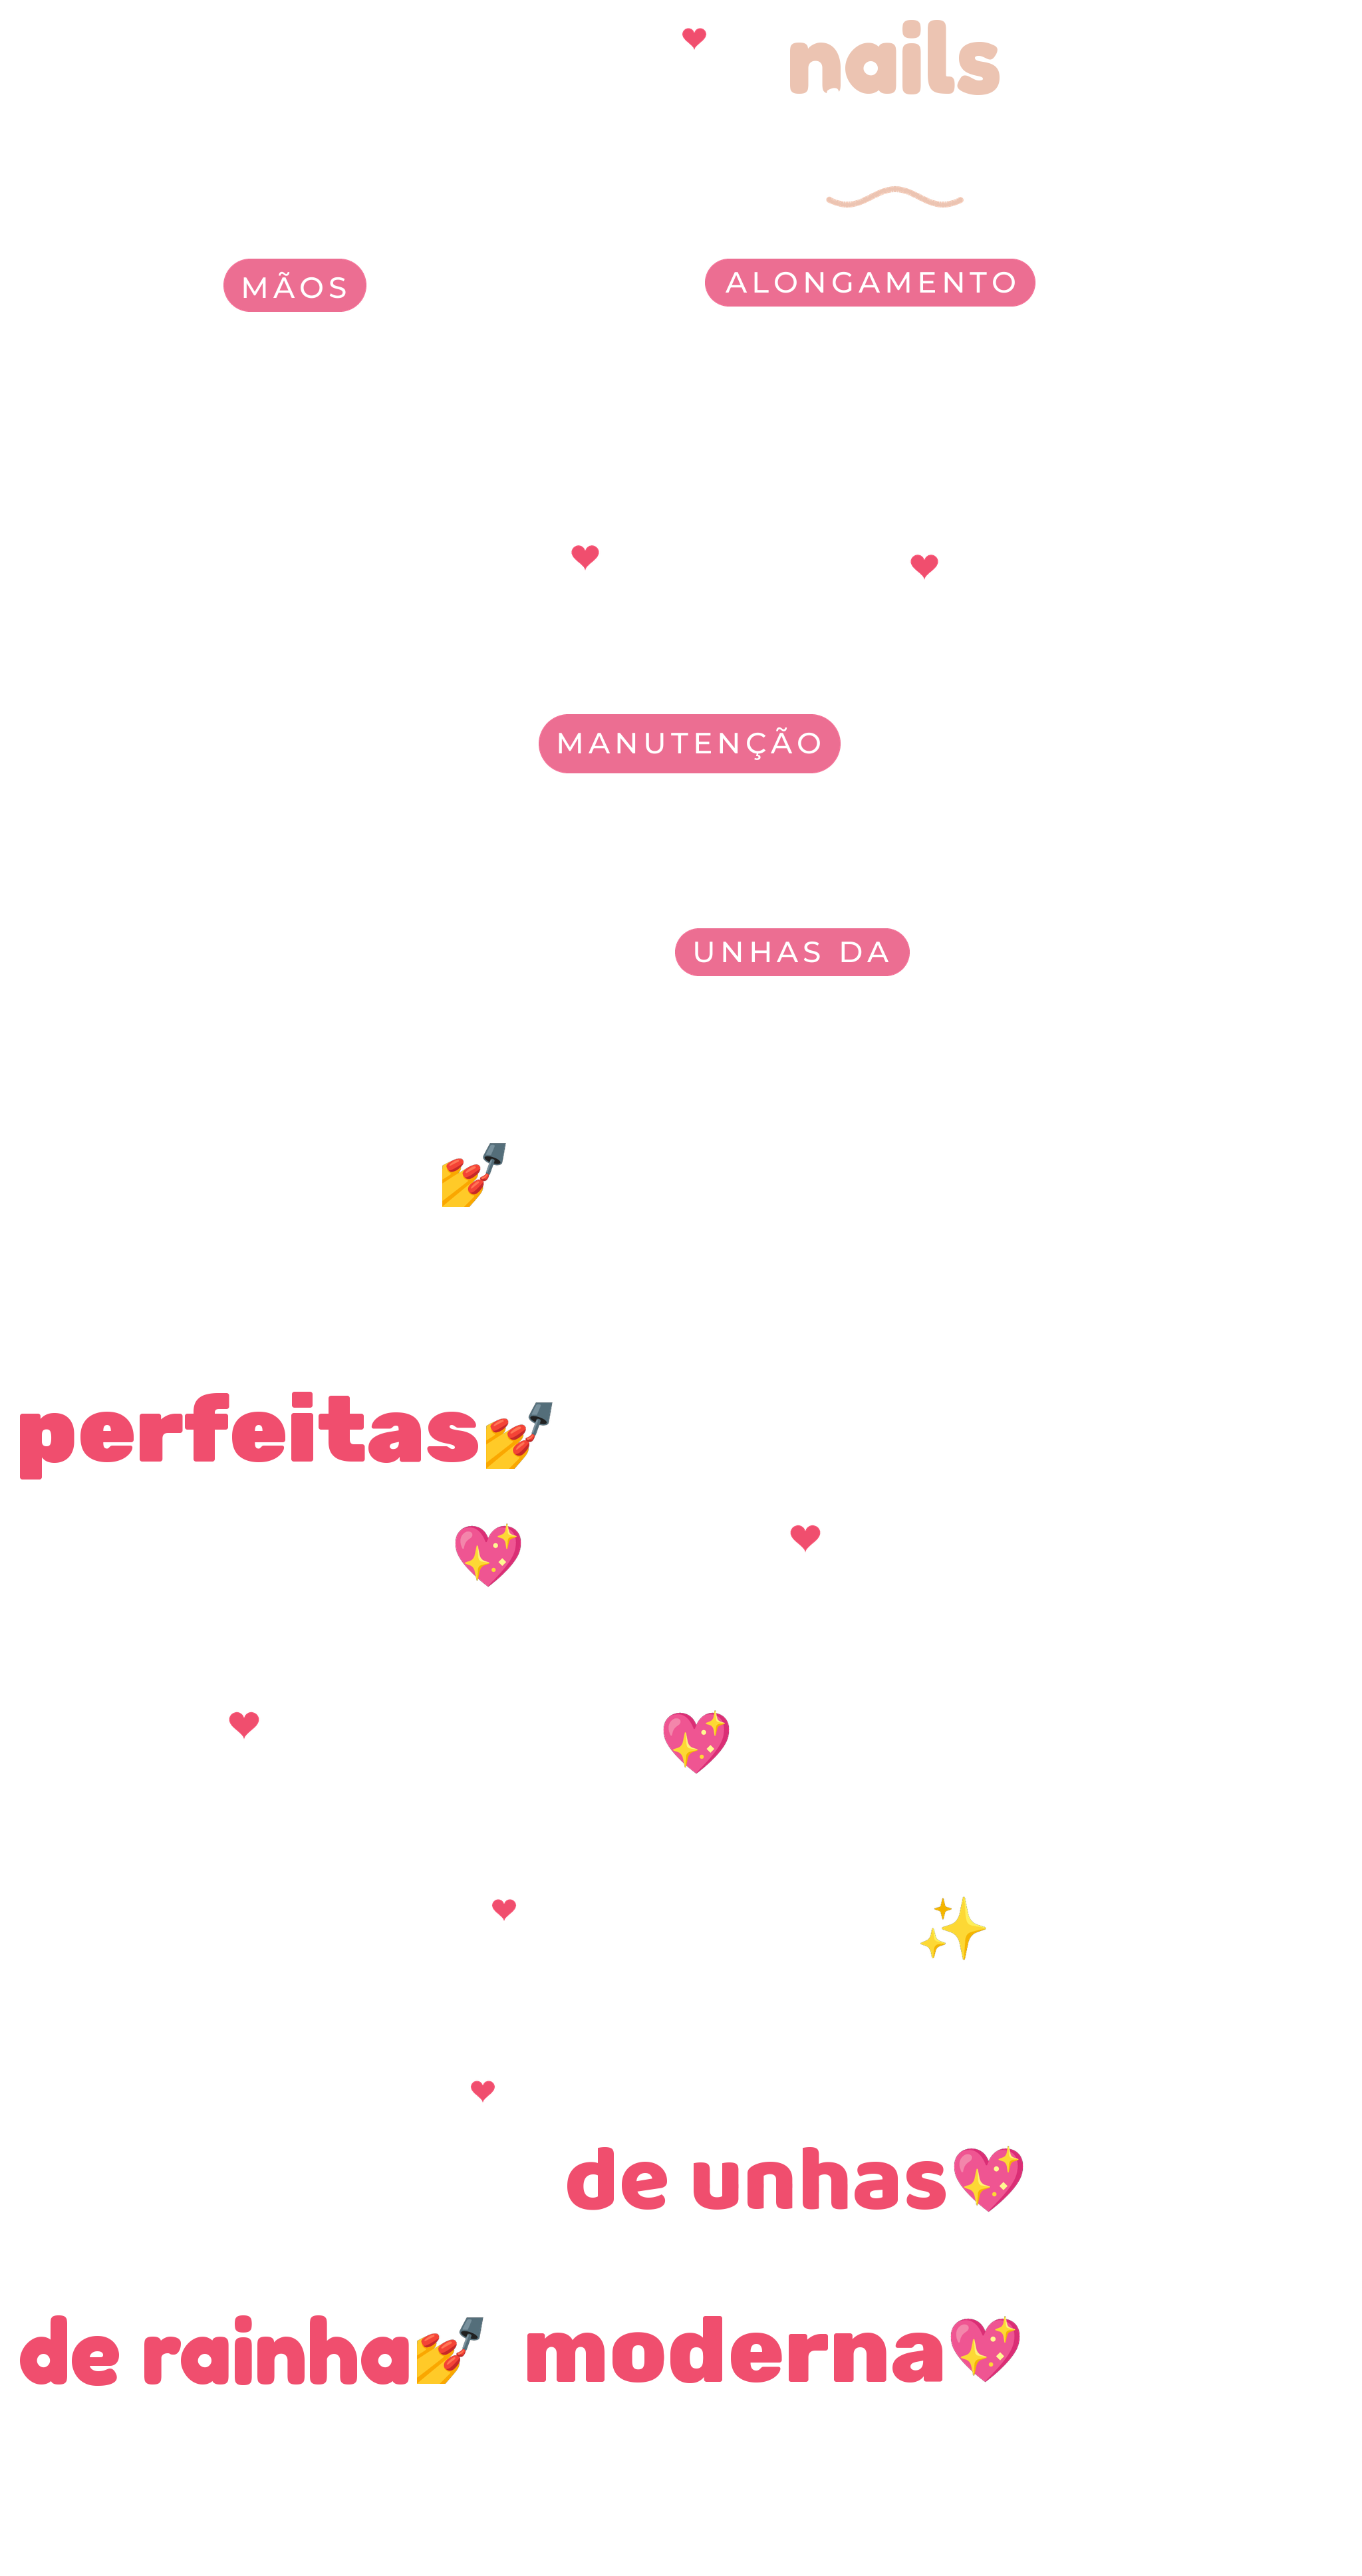 nails
MÃOS
ALONGAMENTO
MANUTENÇÃO
UNHAS DA
perfeitas
de unhas
de rainha
moderna